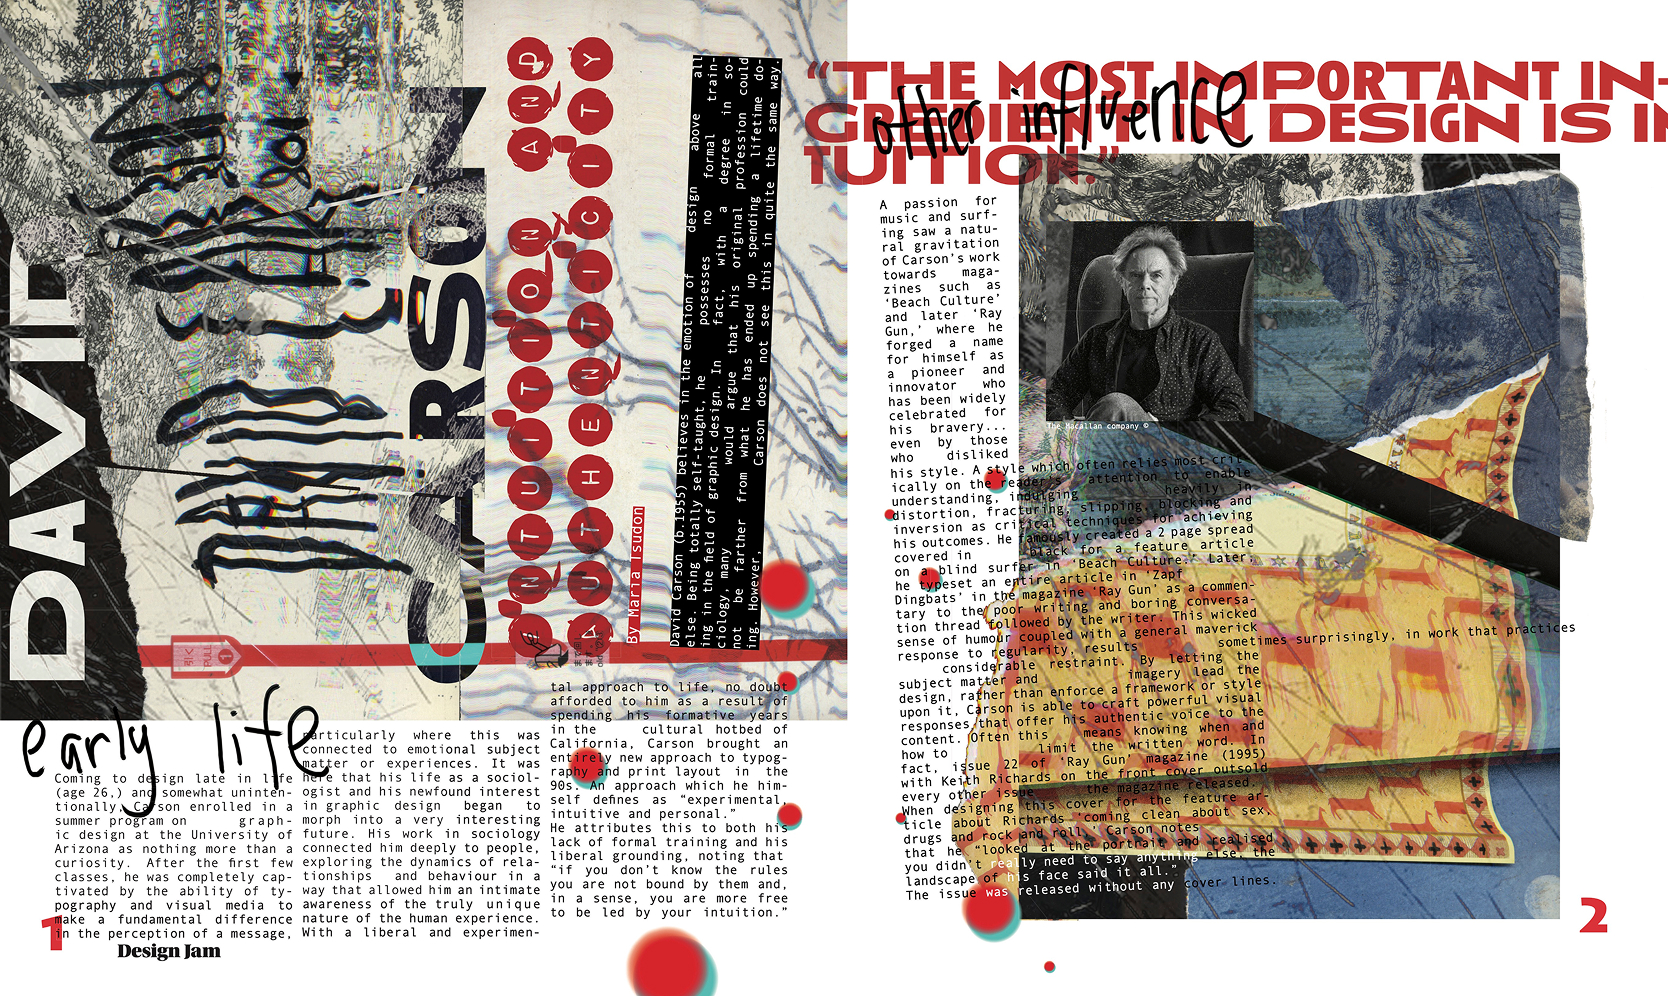 DAVID
CARSON
INTUITION AND
AUTHENTICITY
By Maria Isudon
David Carson (b.1955) believes in the emotion of design above all
else. Being totally self-taught, he possesses no formal train-
ing in the field of graphic design. In fact, with a degree in so-
ciology, many would argue that his original profession could
not be farther from what he has ended up spending a lifetime do-
ing. However, Carson does not see this in quite the same way.
PULL
1
early life
Coming to design late in life
(age 26,) and somewhat uninten-
tionally, Carson enrolled in a
summer program on graph-
ic design at the University of
Arizona as nothing more than a
curiosity. After the first few
classes, he was completely cap-
tivated by the ability of ty-
pography and visual media to
make a fundamental difference
in the perception of a message,
particularly where this was
connected to emotional subject
matter or experiences. It was
here that his life as a sociol-
ogist and his newfound interest
in graphic design began to
morph into a very interesting
future. His work in sociology
connected him deeply to people,
exploring the dynamics of rela-
tionships and behaviour in a
way that allowed him an intimate
awareness of the truly unique
nature of the human experience.
With a liberal and experimen-
tal approach to life, no doubt
afforded to him as a result of
spending his formative years
in the cultural hotbed of
California, Carson brought an
entirely new approach to typog-
raphy and print layout in the
90s. An approach which he him-
self defines as “experimental,
intuitive and personal.”
He attributes this to both his
lack of formal training and his
liberal grounding, noting that
“if you don’t know the rules
you are not bound by them and,
in a sense, you are more free
to be led by your intuition.”
1
Design Jam
“THE MOST IMPORTANT IN-
GREDIENT IN DESIGN IS IN
TUITION.”
other influence
A passion for
music and surf-
ing saw a natu-
ral gravitation
of Carson’s work
towards maga-
zines such as
‘Beach Culture’
and later ‘Ray
Gun,’ where he
forged a name
for himself as
a pioneer and
innovator who
has been widely
celebrated for
his bravery...
even by those
who disliked
his style. A style which often relies most crit-
ically on the reader’s attention to enable
understanding, indulging heavily in
distortion, fracturing, slipping, blocking and
inversion as critical techniques for achieving
his outcomes. He famously created a 2 page spread
covered in black for a feature article
on a blind surfer in ‘Beach Culture.’ Later,
he typeset an entire article in ‘Zapf
Dingbats’ in the magazine ‘Ray Gun’ as a commen-
tary to the poor writing and boring conversa-
tion thread followed by the writer. This wicked
sense of humour coupled with a general maverick
response to regularity, results sometimes surprisingly, in work that practices
considerable restraint. By letting the
subject matter and imagery lead the
design, rather than enforce a framework or style
upon it, Carson is able to craft powerful visual
responses that offer his authentic voice to the
content. Often this means knowing when and
how to limit the written word. In
fact, issue 22 of ‘Ray Gun’ magazine (1995)
with Keith Richards on the front cover outsold
every other issue the magazine released.
When designing this cover for the feature ar-
ticle about Richards ‘coming clean about sex,
drugs and rock and roll,’ Carson notes
that he “looked at the portrait and realised
you didn’t really need to say anything else, the
landscape of his face said it all.”
The issue was released without any cover lines.
The Macallan company ©
2